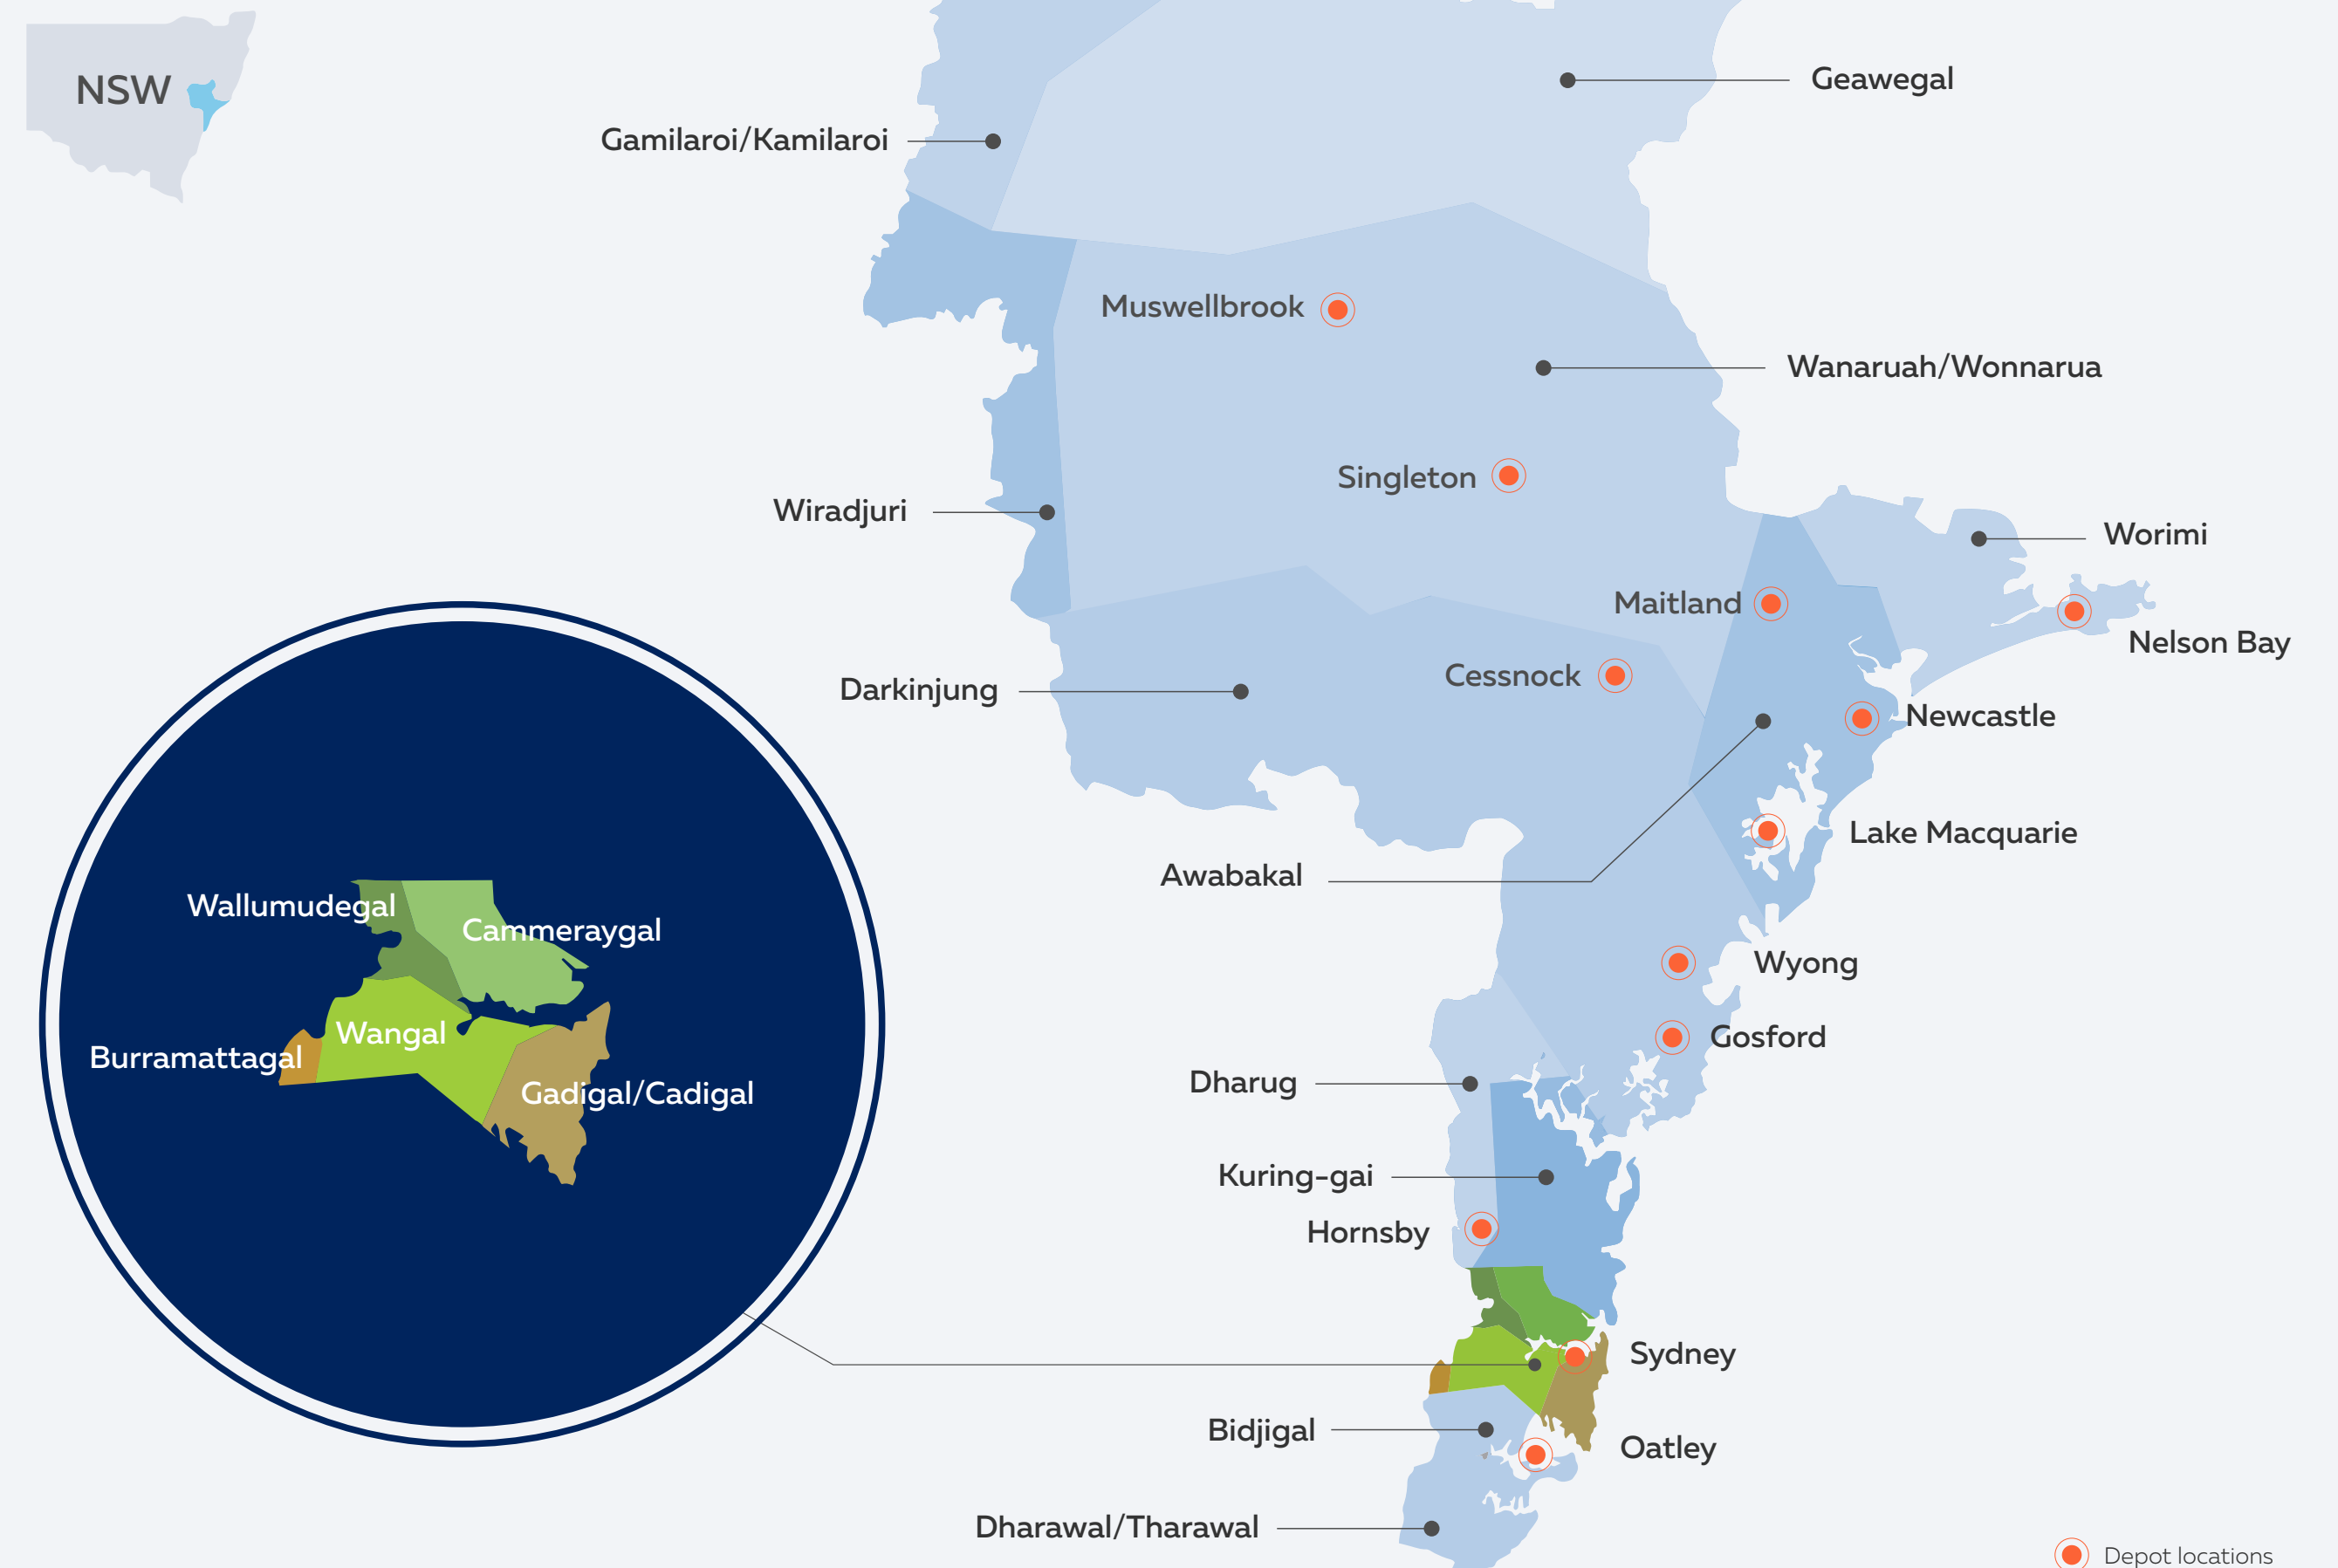 NSW
Geawegal
Gamilaroi/Kamilaroi
Muswellbrook
Wanaruah/Wonnarua
Singleton
Wiradjuri
Worimi
Maitland
Nelson Bay
Cessnock
Darkinjung
Newcastle
Lake Macquarie
Awabakal
Wallumudegal
Cammeraygal
Wyong
Wangal
Gosford
Burramattagal
Dharug
Gadigal/Cadigal
Kuring-gai
Hornsby
Sydney
Bidjigal
Oatley
Dharawal/Tharawal
Depot locations